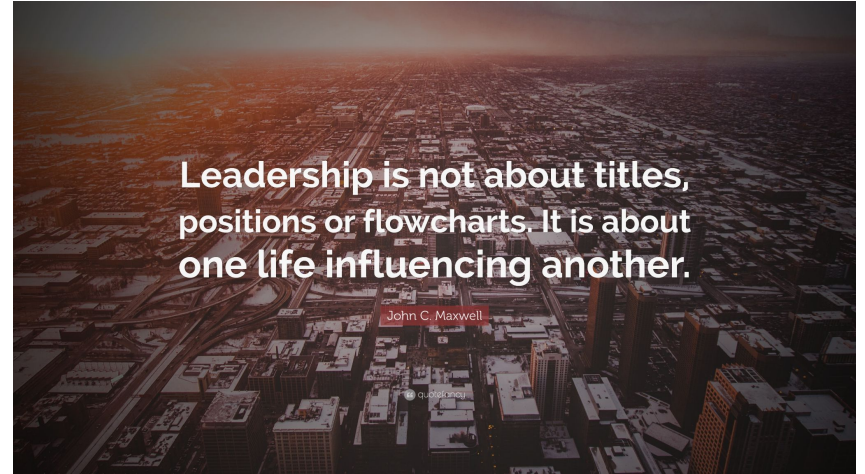 Leadership is not about titles,
positions or flowcharts. It is about
one life influencing another.
John C. Maxwell
quotefancy